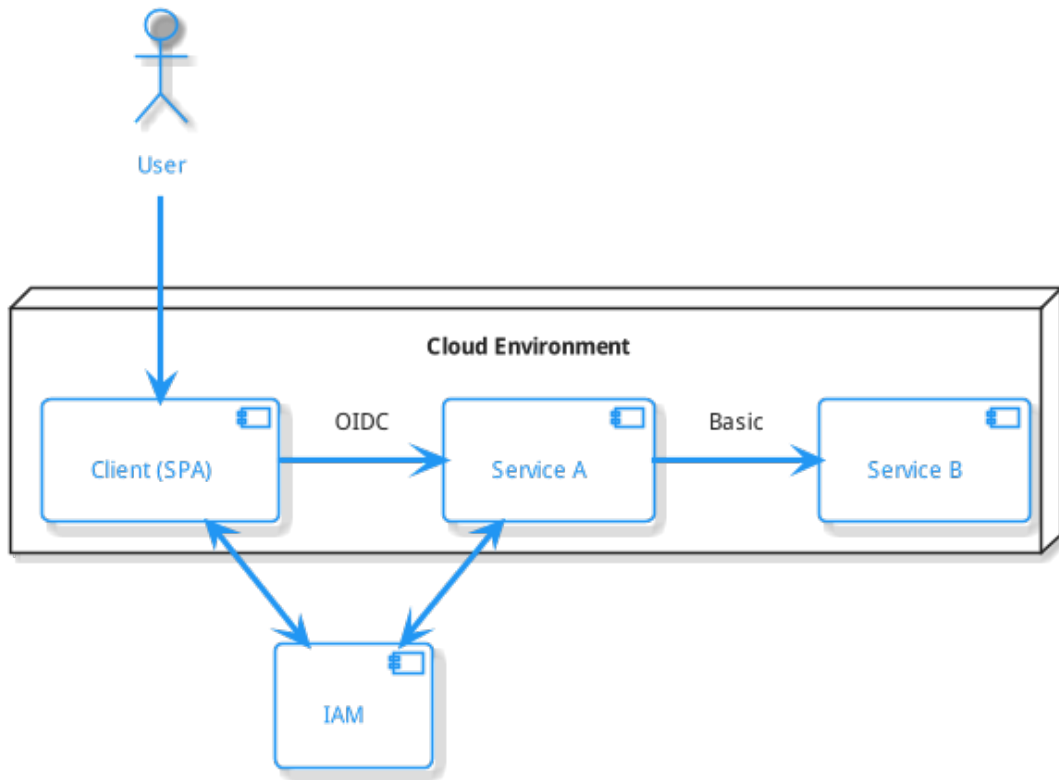 User
Cloud Environment
OIDC
Basic
Client (SPA)
Service A
Service B
IAM